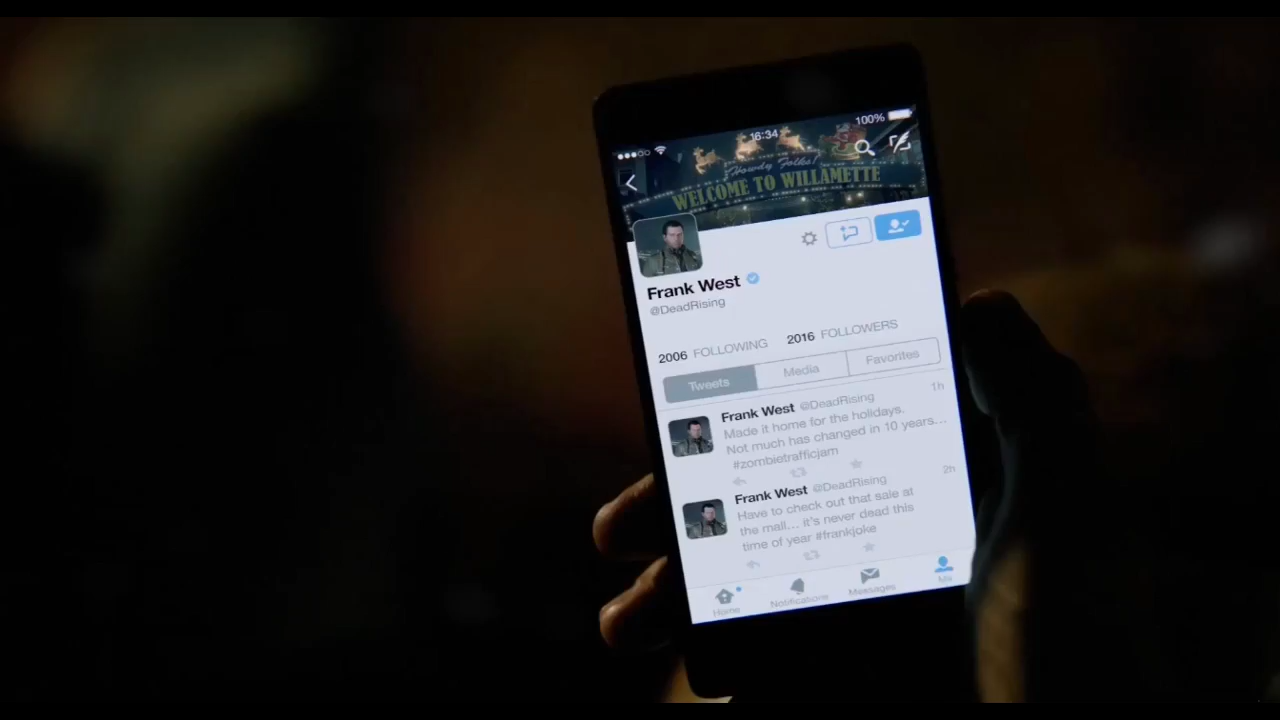 16:34
100%
Howdy Folks!
WELCOME TO WILLAMETTE
Frank West
@DeadRising
2006 FOLLOWING 2016 FOLLOWERS
Tweets Media Favorites
Frank West @DeadRising 1h
Made it home for the holidays.
Not much has changed in 10 years...
#zombietrafficjam
Frank West @DeadRising 2h
Have to check out that sale at
the mall... it's never dead this
time of year #frankjoke
Home Notifications Messages Me